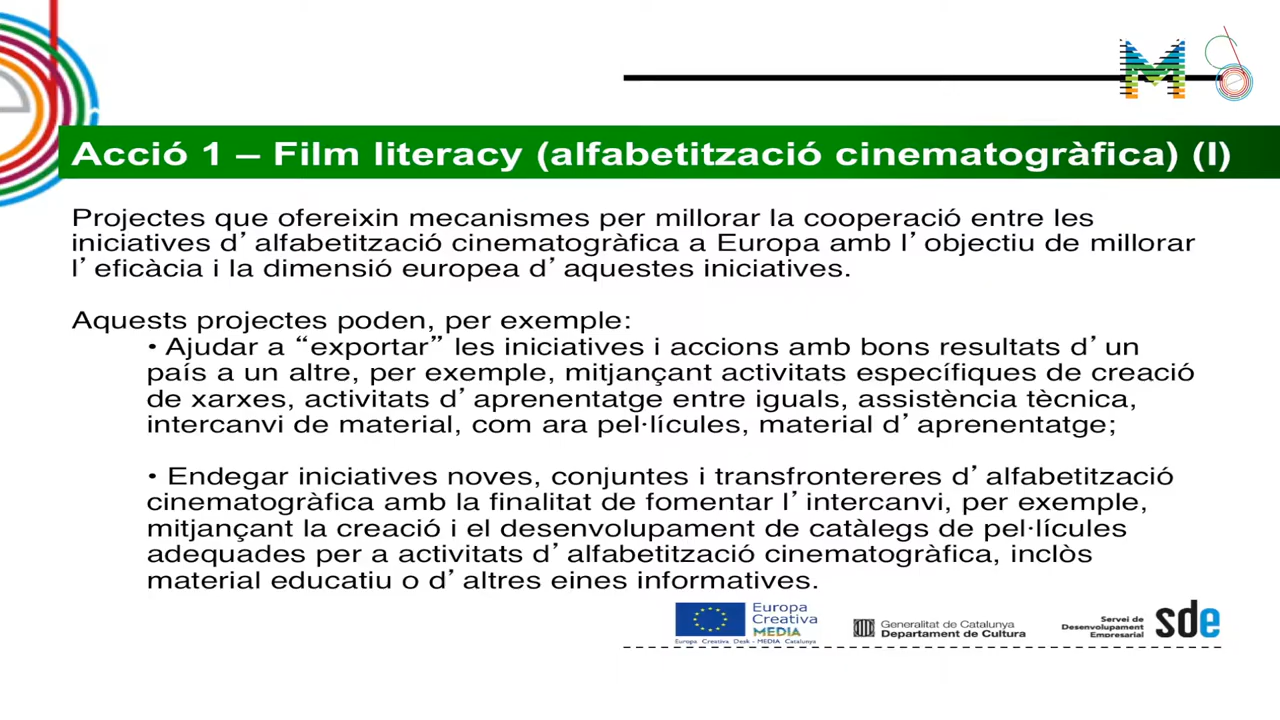 Acció 1 – Film literacy (alfabetització cinematogràfica) (I)
Projectes que ofereixin mecanismes per millorar la cooperació entre les
iniciatives d’alfabetització cinematogràfica a Europa amb l’objectiu de millorar
l’eficàcia i la dimensió europea d’aquestes iniciatives.
Aquests projectes poden, per exemple:
• Ajudar a “exportar” les iniciatives i accions amb bons resultats d’un
país a un altre, per exemple, mitjançant activitats específiques de creació
de xarxes, activitats d’aprenentatge entre iguals, assistència tècnica,
intercanvi de material, com ara pel·lícules, material d’aprenentatge;
• Endegar iniciatives noves, conjuntes i transfrontereres d’alfabetització
cinematogràfica amb la finalitat de fomentar l’intercanvi, per exemple,
mitjançant la creació i el desenvolupament de catàlegs de pel·lícules
adequades per a activitats d’alfabetització cinematogràfica, inclòs
material educatiu o d’altres eines informatives.
Europa
Creativa
MEDIA
Europa Creativa Desk - MEDIA Catalunya
Generalitat de Catalunya
Departament de Cultura
Servei de
Desenvolupament
Empresarial
sde